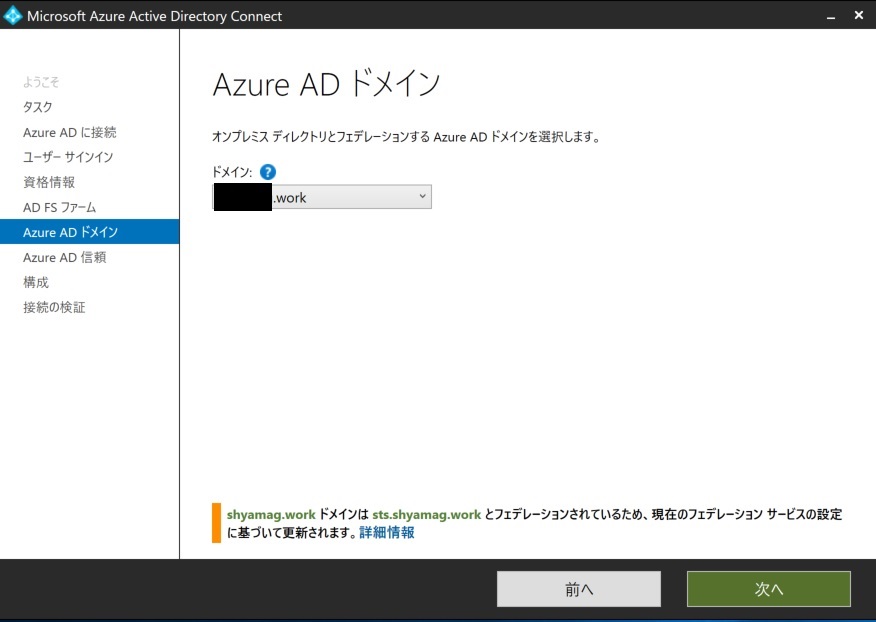 Microsoft Azure Active Directory Connect
ようこそ
タスク
Azure AD に接続
ユーザー サインイン
資格情報
AD FS ファーム
Azure AD ドメイン
Azure AD 信頼
構成
接続の検証
Azure AD ドメイン
オンプレミス ディレクトリとフェデレーションする Azure AD ドメインを選択します。
ドメイン: ?
.work
shyamag.work ドメインは sts.shyamag.work とフェデレーションされているため、現在のフェデレーション サービスの設定
に基づいて更新されます。詳細情報
前へ
次へ